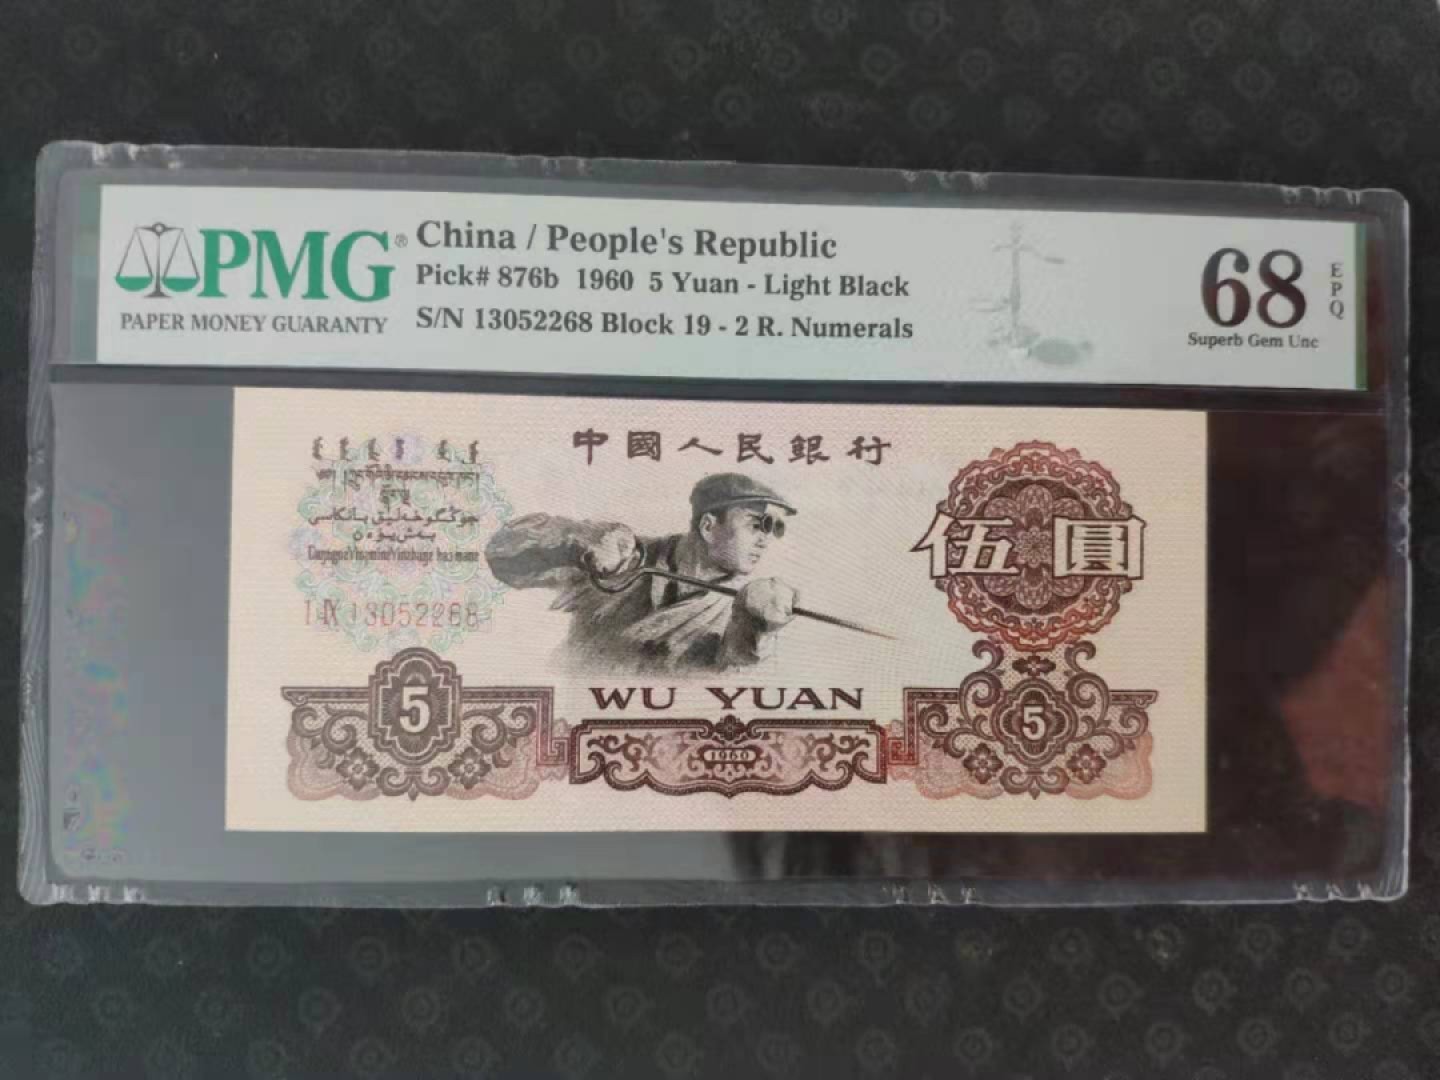 PMG®
PAPER MONEY GUARANTY
China / People's Republic
Pick# 876b 1960 5 Yuan - Light Black
S/N 13052268 Block 19 - 2 R. Numerals
68
EPQ
Superb Gem Unc
中國人民銀行
I IX 13052268
伍圓
WU YUAN
5
5
1960